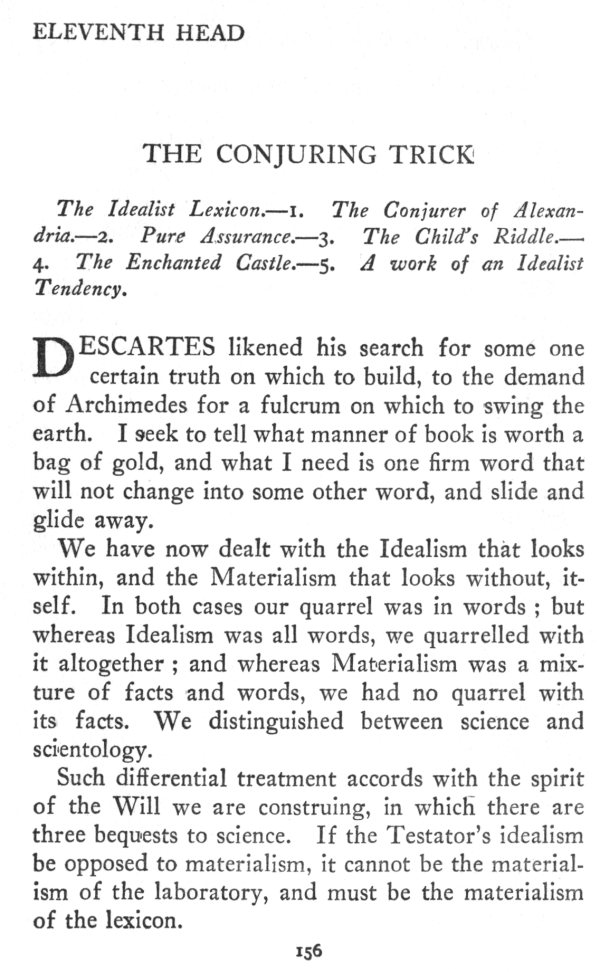 ELEVENTH HEAD
THE CONJURING TRICK
The Idealist Lexicon.—1. The Conjurer of Alexan-
dria.—2. Pure Assurance.—3. The Child's Riddle.—
4. The Enchanted Castle.—5. A work of an Idealist
Tendency.
DESCARTES likened his search for some one
certain truth on which to build, to the demand
of Archimedes for a fulcrum on which to swing the
earth. I seek to tell what manner of book is worth a
bag of gold, and what I need is one firm word that
will not change into some other word, and slide and
glide away.
We have now dealt with the Idealism that looks
within, and the Materialism that looks without, it-
self. In both cases our quarrel was in words ; but
whereas Idealism was all words, we quarrelled with
it altogether ; and whereas Materialism was a mix-
ture of facts and words, we had no quarrel with
its facts. We distinguished between science and
scientology.
Such differential treatment accords with the spirit
of the Will we are construing, in which there are
three bequests to science. If the Testator's idealism
be opposed to materialism, it cannot be the material-
ism of the laboratory, and must be the materialism
of the lexicon.
156